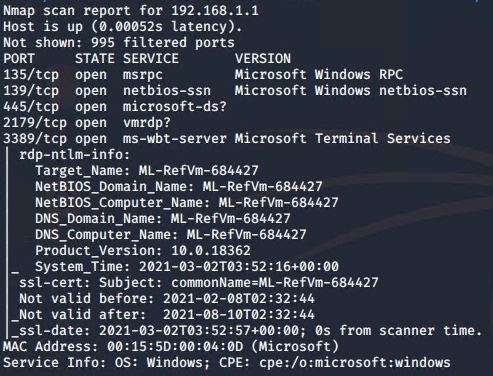 Nmap scan report for 192.168.1.1
Host is up (0.00052s latency).
Not shown: 995 filtered ports
PORT     STATE SERVICE       VERSION
135/tcp  open  msrpc         Microsoft Windows RPC
139/tcp  open  netbios-ssn   Microsoft Windows netbios-ssn
445/tcp  open  microsoft-ds?
2179/tcp open  vmrdp?
3389/tcp open  ms-wbt-server Microsoft Terminal Services
| rdp-ntlm-info:
|   Target_Name: ML-RefVm-684427
|   NetBIOS_Domain_Name: ML-RefVm-684427
|   NetBIOS_Computer_Name: ML-RefVm-684427
|   DNS_Domain_Name: ML-RefVm-684427
|   DNS_Computer_Name: ML-RefVm-684427
|   Product_Version: 10.0.18362
|_  System_Time: 2021-03-02T03:52:16+00:00
| ssl-cert: Subject: commonName=ML-RefVm-684427
| Not valid before: 2021-02-08T02:32:44
|_Not valid after:  2021-08-10T02:32:44
|_ssl-date: 2021-03-02T03:52:57+00:00; 0s from scanner time.
MAC Address: 00:15:5D:00:04:0D (Microsoft)
Service Info: OS: Windows; CPE: cpe:/o:microsoft:windows